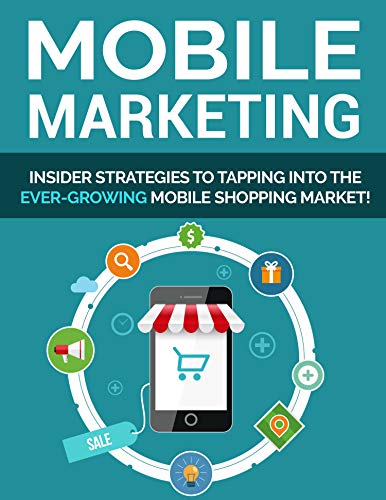 MOBILE
MARKETING
INSIDER STRATEGIES TO TAPPING INTO THE
EVER-GROWING MOBILE SHOPPING MARKET!
$
SALE